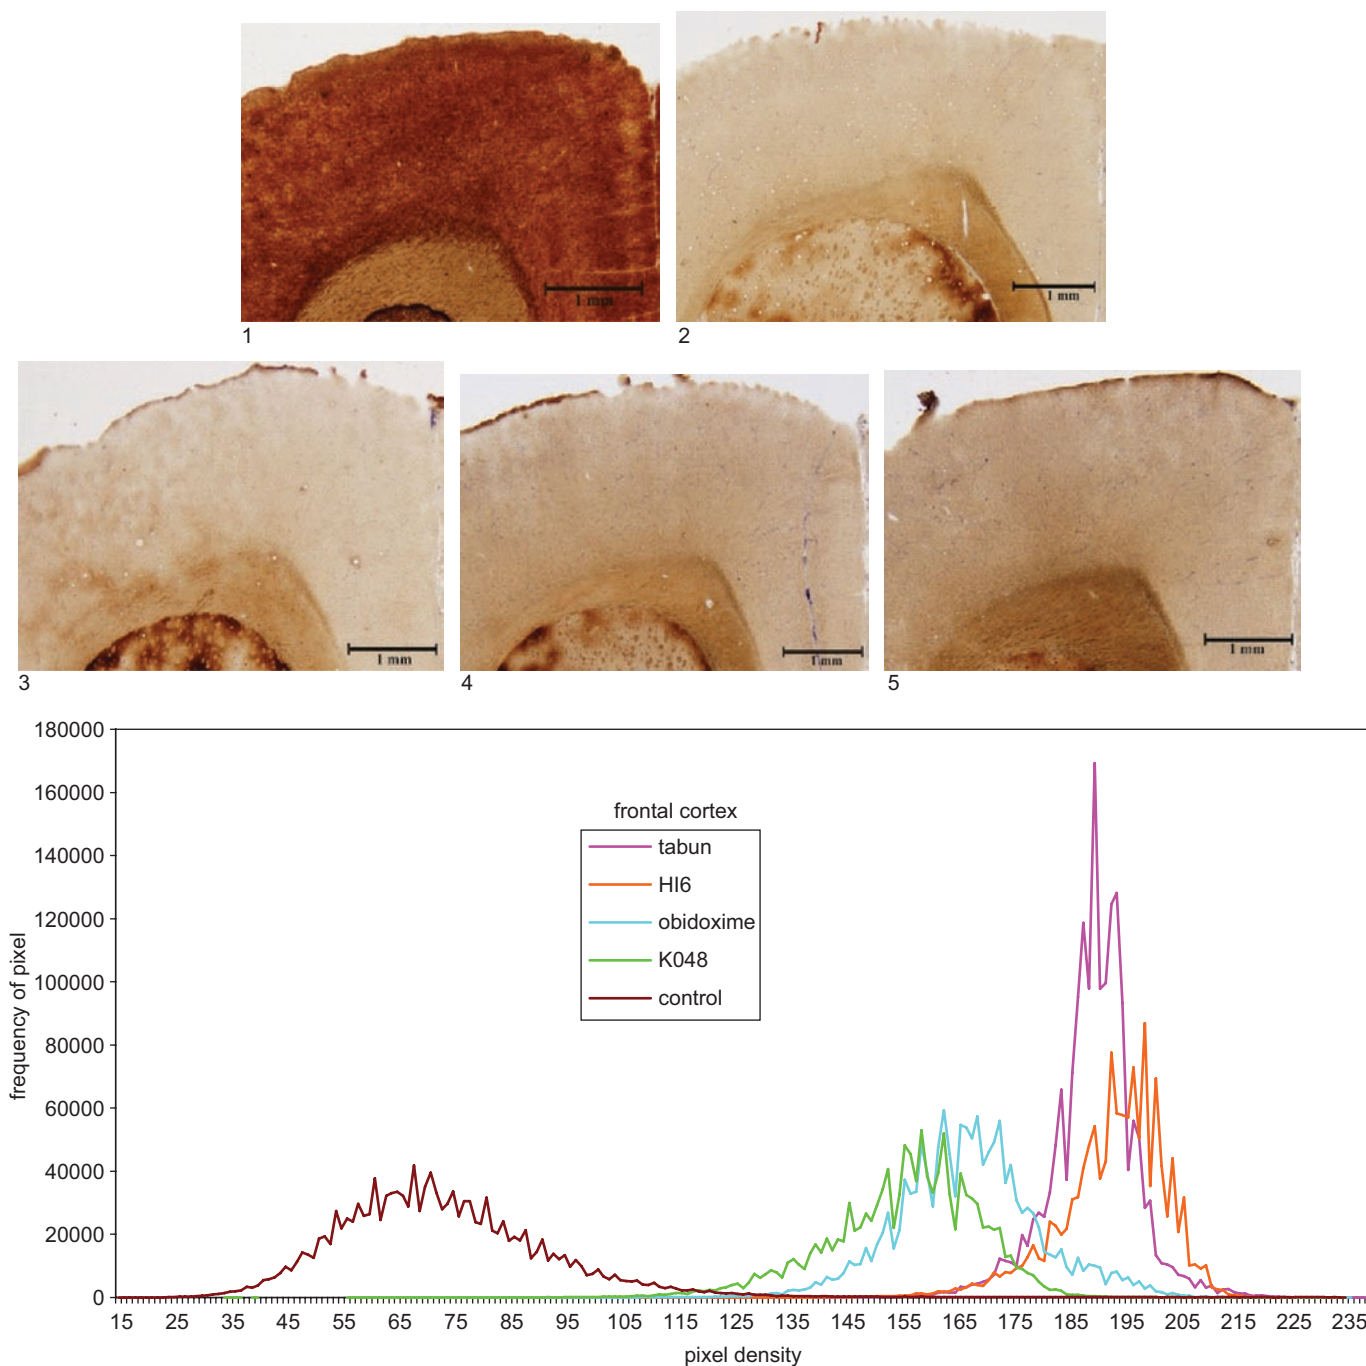 1 mm
1 mm
1
2
1 mm
1 mm
1 mm
3
4
5
180000
160000
140000
120000
100000
80000
60000
40000
20000
0
frequency of pixel
frontal cortex
tabun
HI6
obidoxime
K048
control
15 25 35 45 55 65 75 85 95 105 115 125 135 145 155 165 175 185 195 205 215 225 235
pixel density